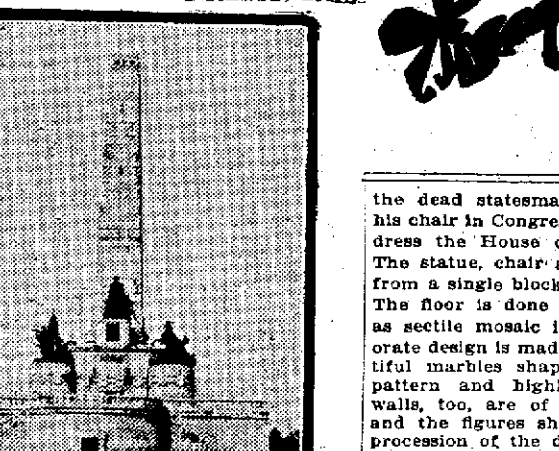 the dead statesma
his chair in Congre
dress the House o
The statue, chair a
from a single block
The floor is done
as sectile mosaic i
orate design is mad
tiful marbles shap
pattern and highl
walls, too, are of
and the figures sh
procession of the d